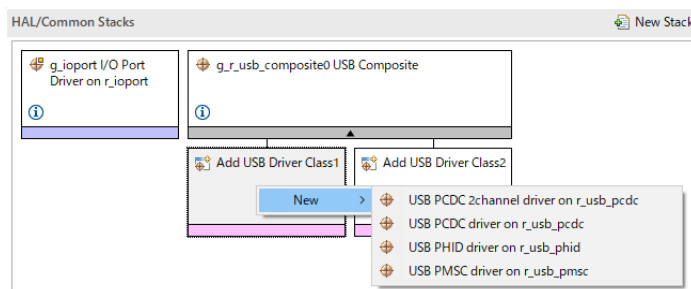 HAL/Common Stacks
New Stack
g_ioport I/O Port
Driver on r_ioport
g_r_usb_composite0 USB Composite
Add USB Driver Class1
Add USB Driver Class2
New
USB PCDC 2channel driver on r_usb_pcdc
USB PCDC driver on r_usb_pcdc
USB PHID driver on r_usb_phid
USB PMSC driver on r_usb_pmsc